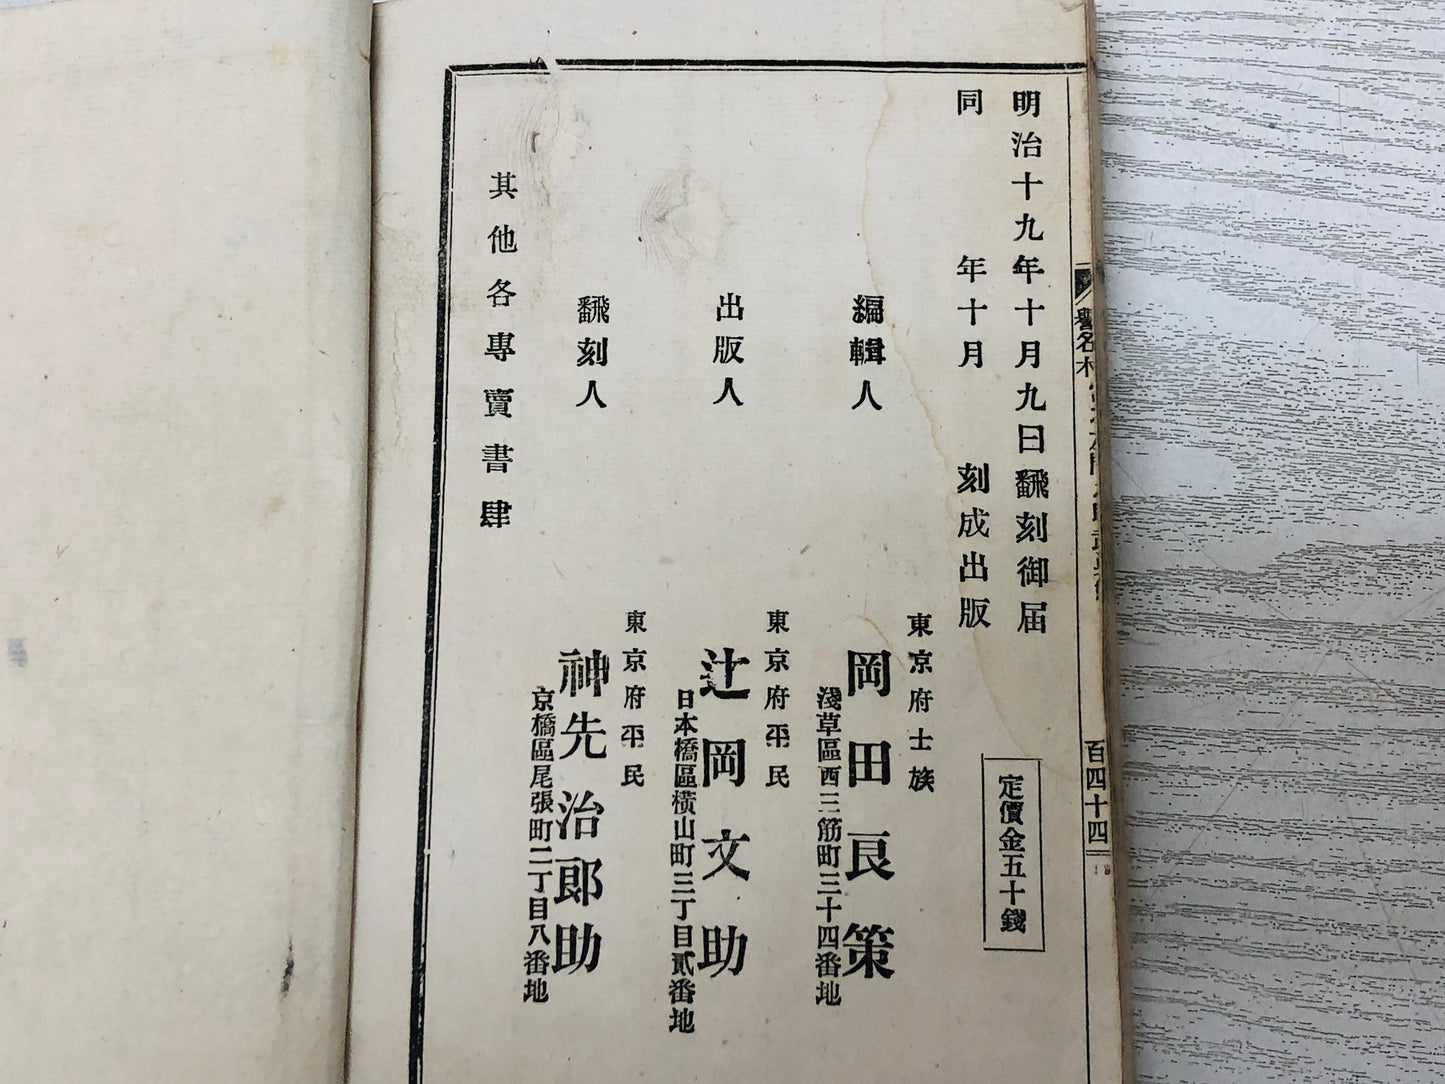 明治十九年十月九日飜刻御届
同年十月刻成出版
定價金五十錢
編輯人
東京府士族
岡田良策
淺草區西三筋町三十四番地
出版人
東京府平民
辻岡文助
日本橋區横山町三丁目貳番地
飜刻人
東京府平民
神先治郎助
京橋區尾張町二丁目八番地
其他各專賣書肆
百四十四